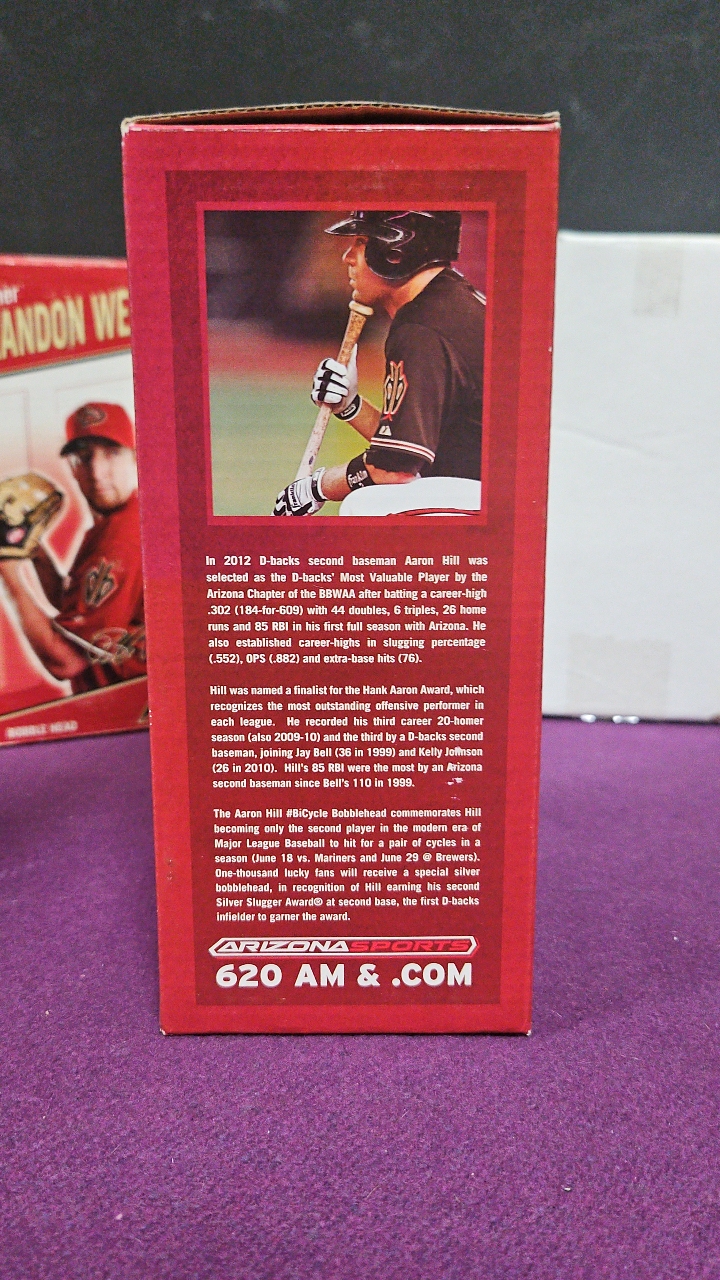 ANDON WE
BOBBLE HEAD
In 2012 D-backs second baseman Aaron Hill was
selected as the D-backs' Most Valuable Player by the
Arizona Chapter of the BBWAA after batting a career-high
.302 (184-for-609) with 44 doubles, 6 triples, 26 home
runs and 85 RBI in his first full season with Arizona. He
also established career-highs in slugging percentage
(.552), OPS (.882) and extra-base hits (76).
Hill was named a finalist for the Hank Aaron Award, which
recognizes the most outstanding offensive performer in
each league. He recorded his third career 20-homer
season (also 2009-10) and the third by a D-backs second
baseman, joining Jay Bell (36 in 1999) and Kelly Johnson
(26 in 2010). Hill's 85 RBI were the most by an Arizona
second baseman since Bell's 110 in 1999.
The Aaron Hill #BiCycle Bobblehead commemorates Hill
becoming only the second player in the modern era of
Major League Baseball to hit for a pair of cycles in a
season (June 18 vs. Mariners and June 29 @ Brewers).
One-thousand lucky fans will receive a special silver
bobblehead, in recognition of Hill earning his second
Silver Slugger Award® at second base, the first D-backs
infielder to garner the award.
ARIZONASPORTS
620 AM & .COM
Franklin